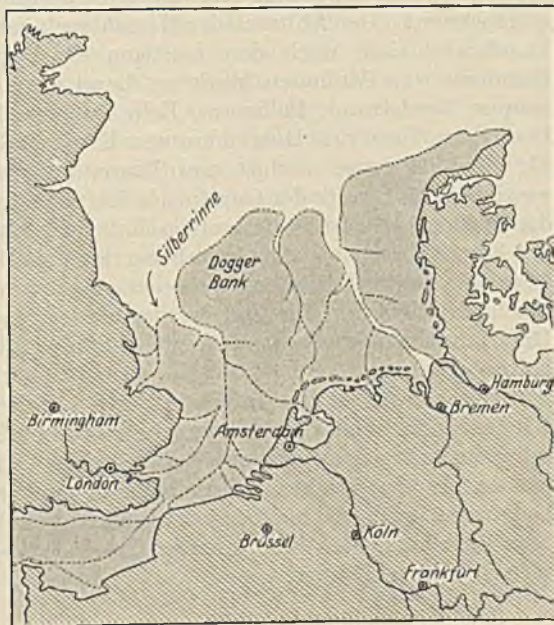 Silberrinne
Dogger
Bank
Hamburg
Bremen
Birmingham
Amsterdam
London
Brüssel
Köln
Frankfurt